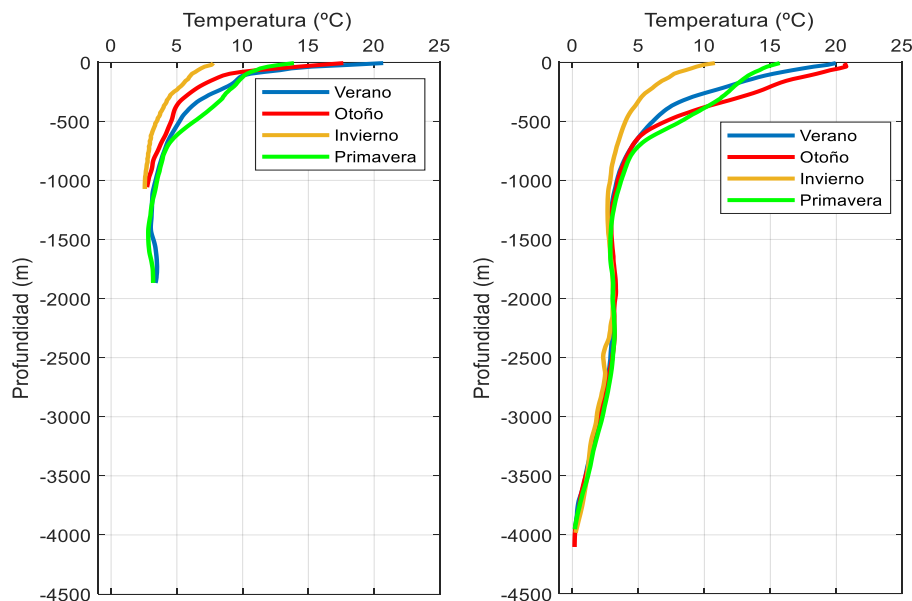 Temperatura (ºC)
0 5 10 15 20 25
0
-500
-1000
-1500
-2000
-2500
-3000
-3500
-4000
-4500
Profundidad (m)
Verano
Otoño
Invierno
Primavera
Temperatura (ºC)
0 5 10 15 20 25
0
-500
-1000
-1500
-2000
-2500
-3000
-3500
-4000
-4500
Profundidad (m)
Verano
Otoño
Invierno
Primavera